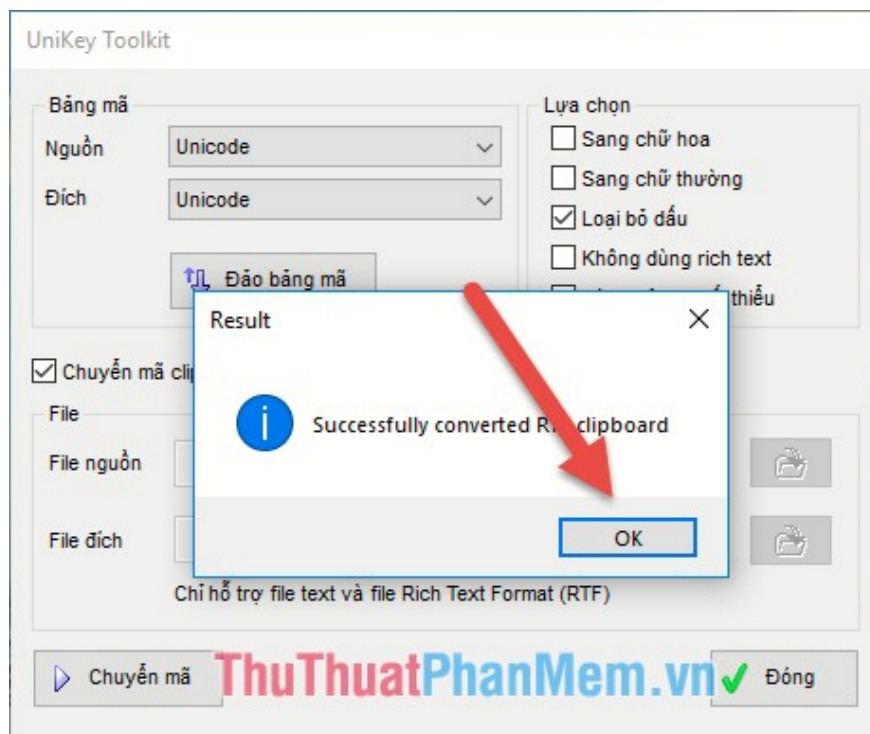 UniKey Toolkit
Bảng mã
Nguồn
Unicode
Đích
Unicode
Đảo bảng mã
Lựa chọn
Sang chữ hoa
Sang chữ thường
Loại bỏ dấu
Không dùng rich text
thiểu
Chuyển mã
Result
Successfully converted clipboard
OK
File
File nguồn
File đích
Chỉ hỗ trợ file text và file Rich Text Format (RTF)
Chuyển mã
ThuThuatPhanMem.vn
Đóng